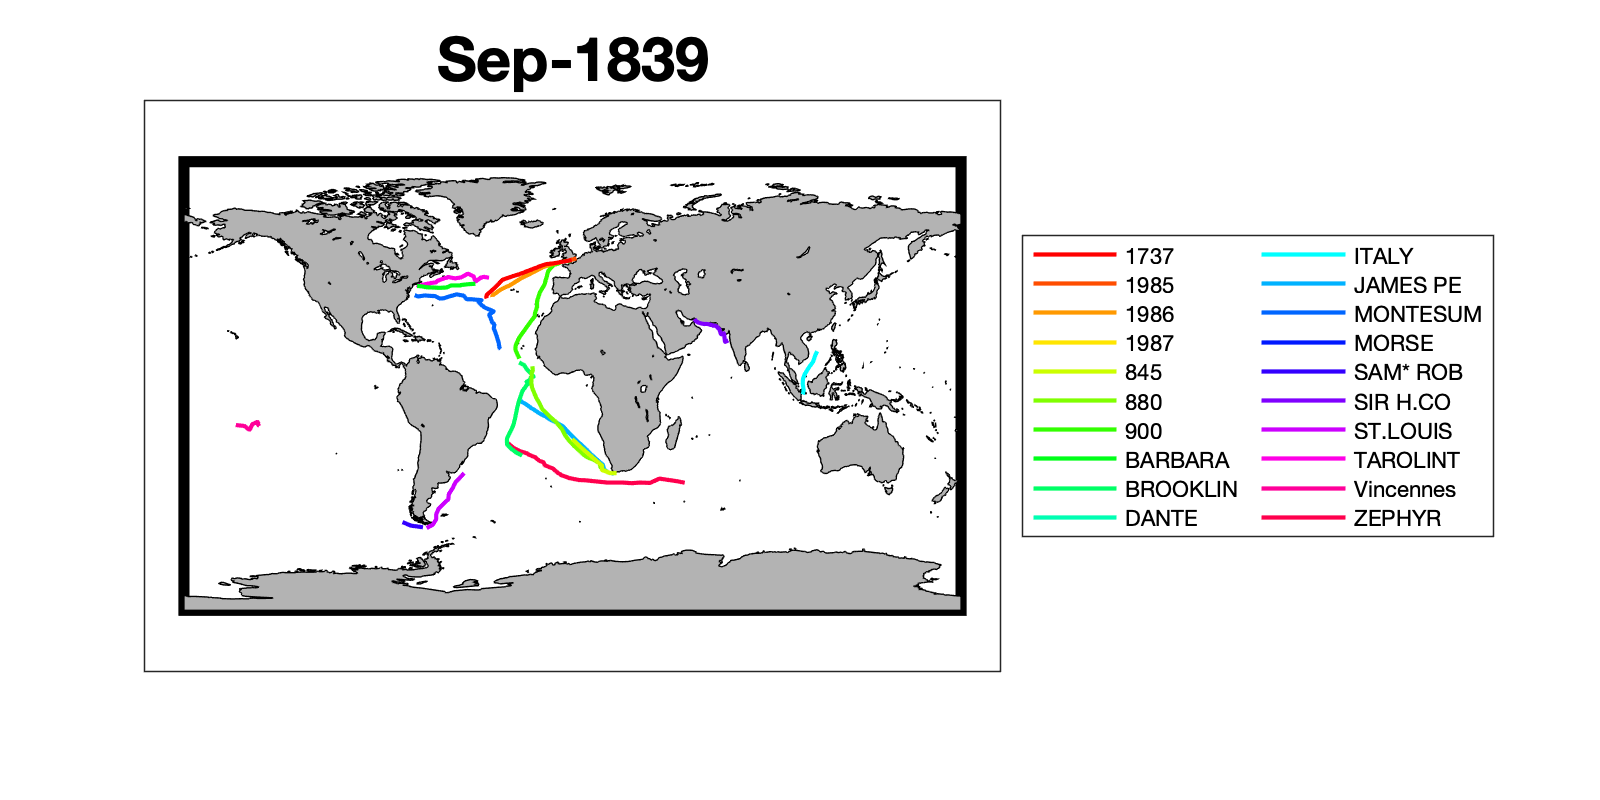 Sep-1839
1737
1985
1986
1987
845
880
900
BARBARA
BROOKLIN
DANTE
ITALY
JAMES PE
MONTESUM
MORSE
SAM* ROB
SIR H.CO
ST.LOUIS
TAROLINT
Vincennes
ZEPHYR